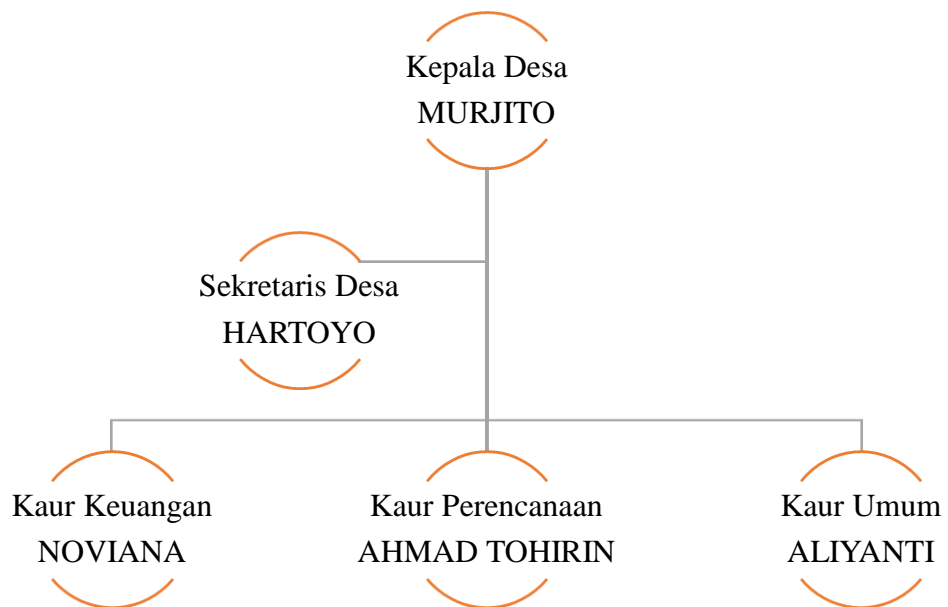 Kepala Desa
MURJITO
Sekretaris Desa
HARTOYO
Kaur Keuangan
NOVIANA
Kaur Perencanaan
AHMAD TOHIRIN
Kaur Umum
ALIYANTI